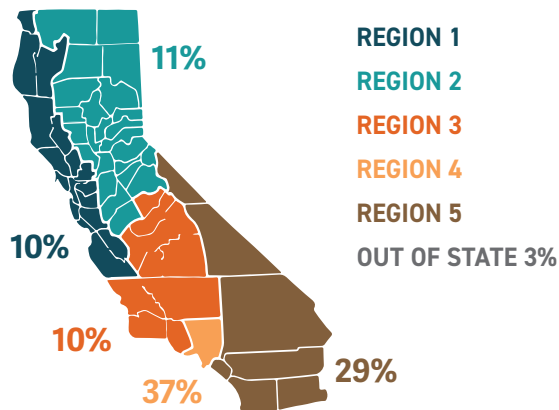 11%
REGION 1
REGION 2
REGION 3
REGION 4
REGION 5
OUT OF STATE 3%
10%
10%
37%
29%